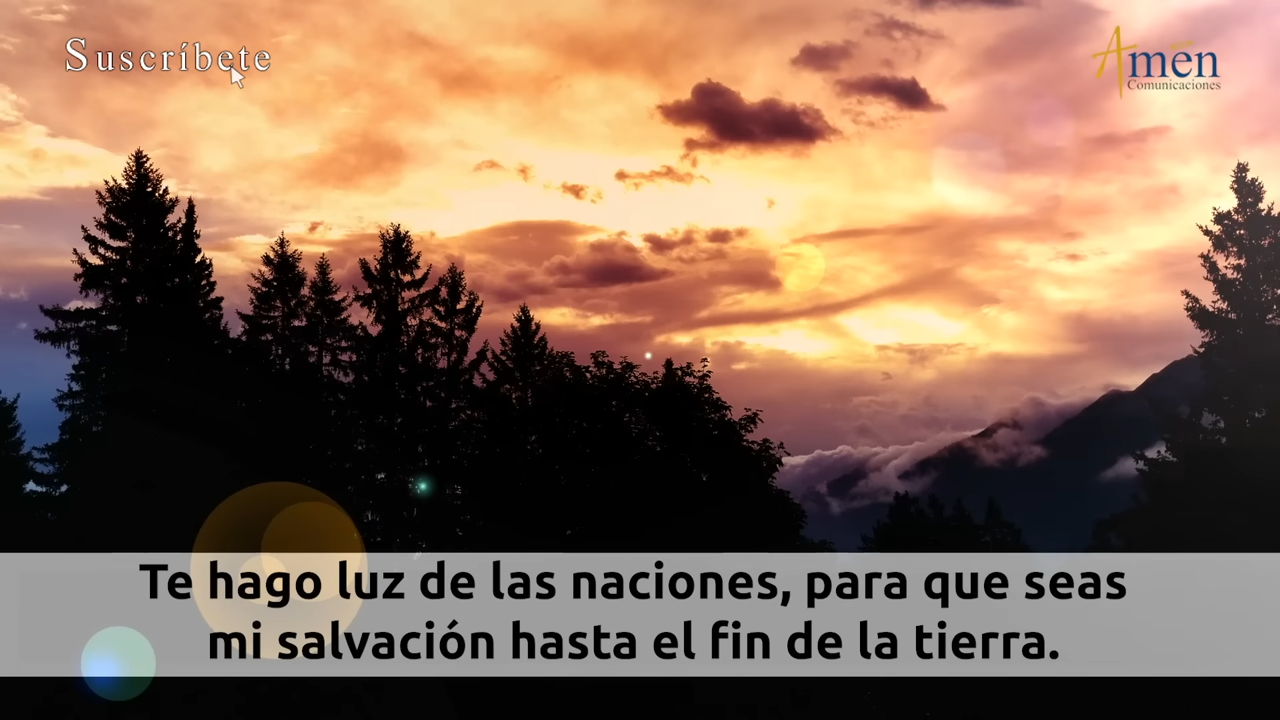 Suscríbete
Amén
Comunicaciones
Te hago luz de las naciones, para que seas
mi salvación hasta el fin de la tierra.